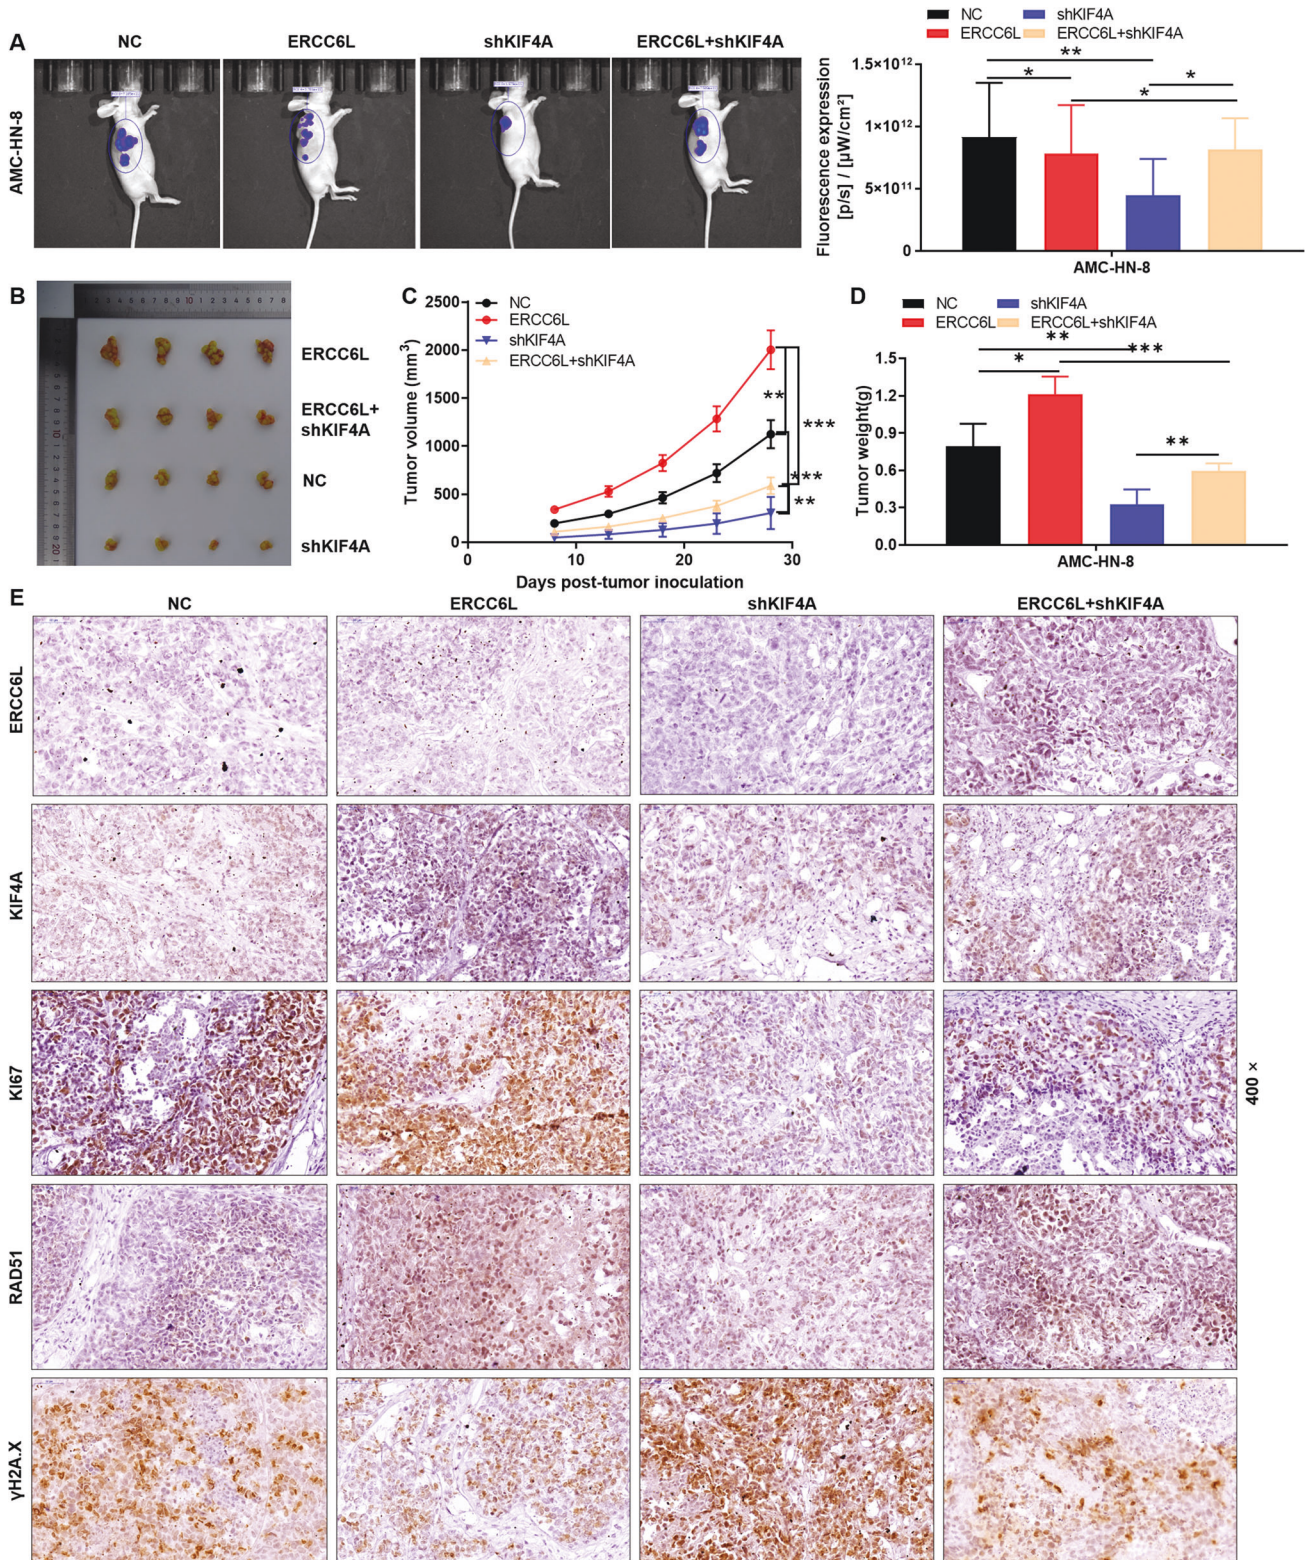 A
NC
ERCC6L
shKIF4A
ERCC6L+shKIF4A
AMC-HN-8
NC
shKIF4A
ERCC6L
ERCC6L+shKIF4A
Fluorescence expression
[p/s] / [µW/cm²]
1.5×10¹²
1×10¹²
5×10¹¹
0
**
*
*
*
AMC-HN-8
B
ERCC6L
ERCC6L+
shKIF4A
NC
shKIF4A
C
NC
ERCC6L
shKIF4A
ERCC6L+shKIF4A
Tumor volume (mm³)
2500
2000
1500
1000
500
0
10
20
30
Days post-tumor inoculation
**
***
***
**
D
NC
shKIF4A
ERCC6L
ERCC6L+shKIF4A
Tumor weight(g)
1.5
1.2
0.9
0.6
0.3
0.0
**
*
***
**
AMC-HN-8
E
NC
ERCC6L
shKIF4A
ERCC6L+shKIF4A
ERCC6L
KIF4A
KI67
RAD51
γH2A.X
400 ×